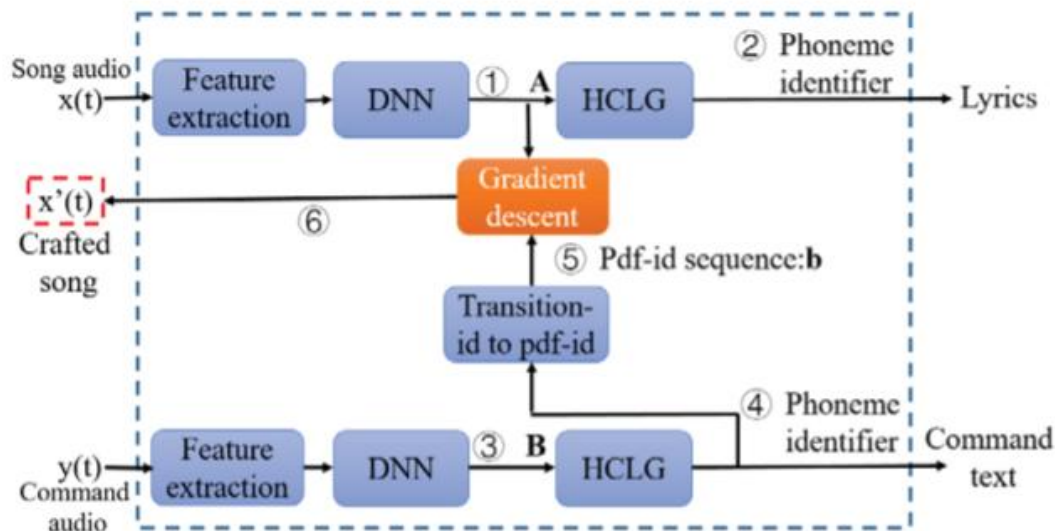 Song audio
x(t)
Feature
extraction
DNN
① A
HCLG
② Phoneme
identifier
Lyrics
Gradient
descent
x’(t)
Crafted
song
⑥
⑤ Pdf-id sequence:b
Transition-
id to pdf-id
④ Phoneme
identifier
y(t)
Command
audio
Feature
extraction
DNN
③ B
HCLG
Command
text